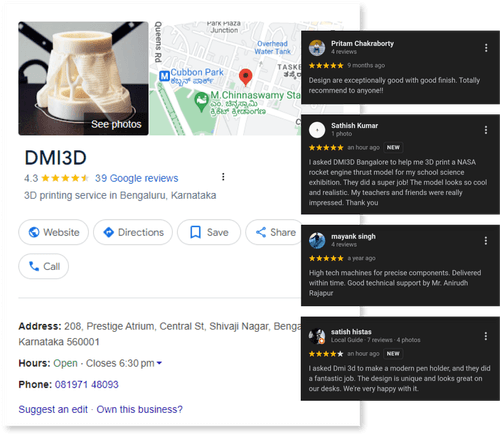 Park Plaza
Junction
Queens Rd
Overhead
Water Tank
TASKE
ತಾಸ್ಕೆ
Cubbon Park
ಕಬ್ಬನ್ ಪಾರ್ಕ್
M.Chinnaswamy Sta
ಎಂ. ಚಿನ್ನಸ್ವಾಮಿ
ಕ್ರಿಕೆಟ್ ಕ್ರೀಡಾಂಗಣ
See photos
DMI3D
4.3 39 Google reviews
3D printing service in Bengaluru, Karnataka
Website
Directions
Save
Share
Call
Address: 208, Prestige Atrium, Central St, Shivaji Nagar, Benga
Karnataka 560001
Hours: Open · Closes 6:30 pm
Phone: 081971 48093
Suggest an edit · Own this business?
Pritam Chakraborty
4 reviews
9 months ago
Design are exceptionally good with good finish. Totally
recommend to anyone!!
Sathish Kumar
1 photo
an hour ago NEW
I asked DMI3D Bangalore to help me 3D print a NASA
rocket engine thrust model for my school science
exhibition. They did a super job! The model looks so cool
and realistic. My teachers and friends were really
impressed. Thank you
mayank singh
4 reviews
a year ago
High tech machines for precise components. Delivered
within time. Good technical support by Mr. Anirudh
Rajapur
satish histas
Local Guide · 7 reviews · 4 photos
an hour ago NEW
I asked Dmi 3d to make a modern pen holder, and they did
a fantastic job. The design is unique and looks great on
our desks. We're very happy with it.